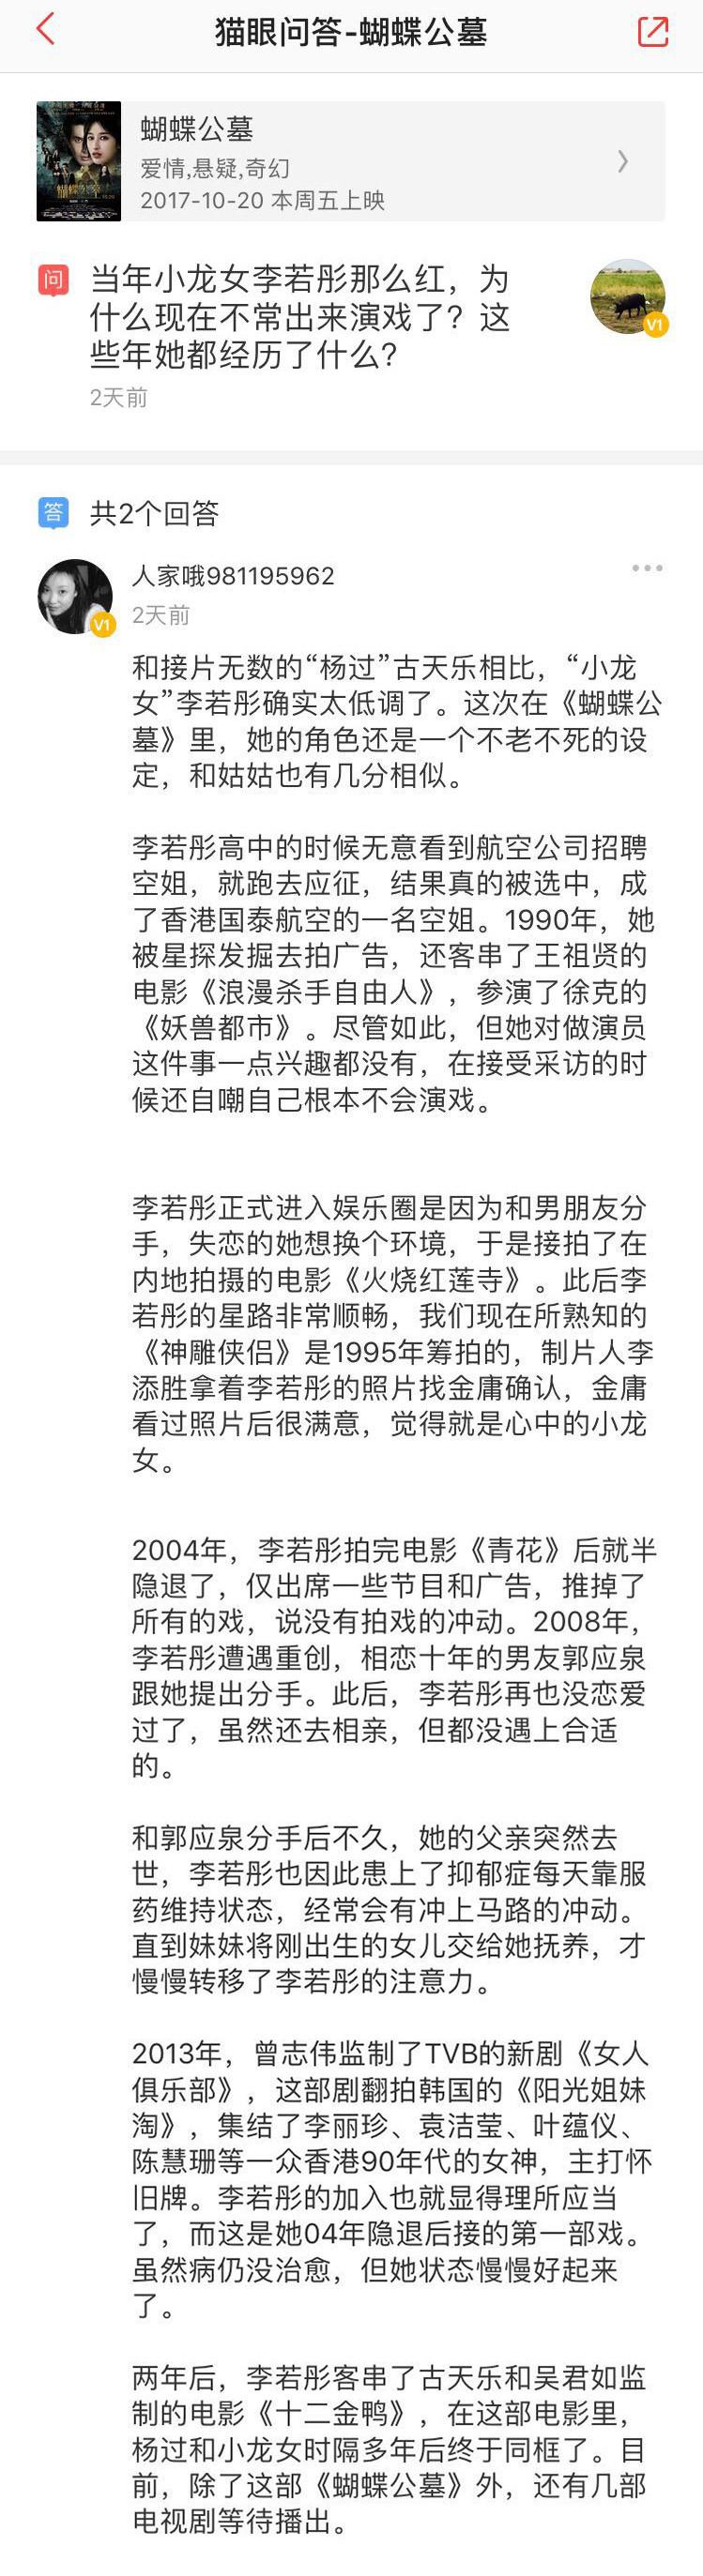 猫眼问答-蝴蝶公墓
蝴蝶公墓
爱情,悬疑,奇幻
2017-10-20 本周五上映
问
当年小龙女李若彤那么红，为
什么现在不常出来演戏了？这
些年她都经历了什么？
V1
2天前
答
共2个回答
人家哦981195962
V1
2天前
和接片无数的“杨过”古天乐相比，“小龙
女”李若彤确实太低调了。这次在《蝴蝶公
墓》里，她的角色还是一个不老不死的设
定，和姑姑也有几分相似。
李若彤高中的时候无意看到航空公司招聘
空姐，就跑去应征，结果真的被选中，成
了香港国泰航空的一名空姐。1990年，她
被星探发掘去拍广告，还客串了王祖贤的
电影《浪漫杀手自由人》，参演了徐克的
《妖兽都市》。尽管如此，但她对做演员
这件事一点兴趣都没有，在接受采访的时
候还自嘲自己根本不会演戏。
李若彤正式进入娱乐圈是因为和男朋友分
手，失恋的她想换个环境，于是接拍了在
内地拍摄的电影《火烧红莲寺》。此后李
若彤的星路非常顺畅，我们现在所熟知的
《神雕侠侣》是1995年筹拍的，制片人李
添胜拿着李若彤的照片找金庸确认，金庸
看过照片后很满意，觉得就是心中的小龙
女。
2004年，李若彤拍完电影《青花》后就半
隐退了，仅出席一些节目和广告，推掉了
所有的戏，说没有拍戏的冲动。2008年，
李若彤遭遇重创，相恋十年的男友郭应泉
跟她提出分手。此后，李若彤再也没恋爱
过了，虽然还去相亲，但都没遇上合适
的。
和郭应泉分手后不久，她的父亲突然去
世，李若彤也因此患上了抑郁症每天靠服
药维持状态，经常会有冲上马路的冲动。
直到妹妹将刚出生的女儿交给她抚养，才
慢慢转移了李若彤的注意力。
2013年，曾志伟监制了TVB的新剧《女人
俱乐部》，这部剧翻拍韩国的《阳光姐妹
淘》，集结了李丽珍、袁洁莹、叶蕴仪、
陈慧珊等一众香港90年代的女神，主打怀
旧牌。李若彤的加入也就显得理所应当
了，而这是她04年隐退后接的第一部戏。
虽然病仍没治愈，但她状态慢慢好起来
了。
两年后，李若彤客串了古天乐和吴君如监
制的电影《十二金鸭》，在这部电影里，
杨过和小龙女时隔多年后终于同框了。目
前，除了这部《蝴蝶公墓》外，还有几部
电视剧等待播出。